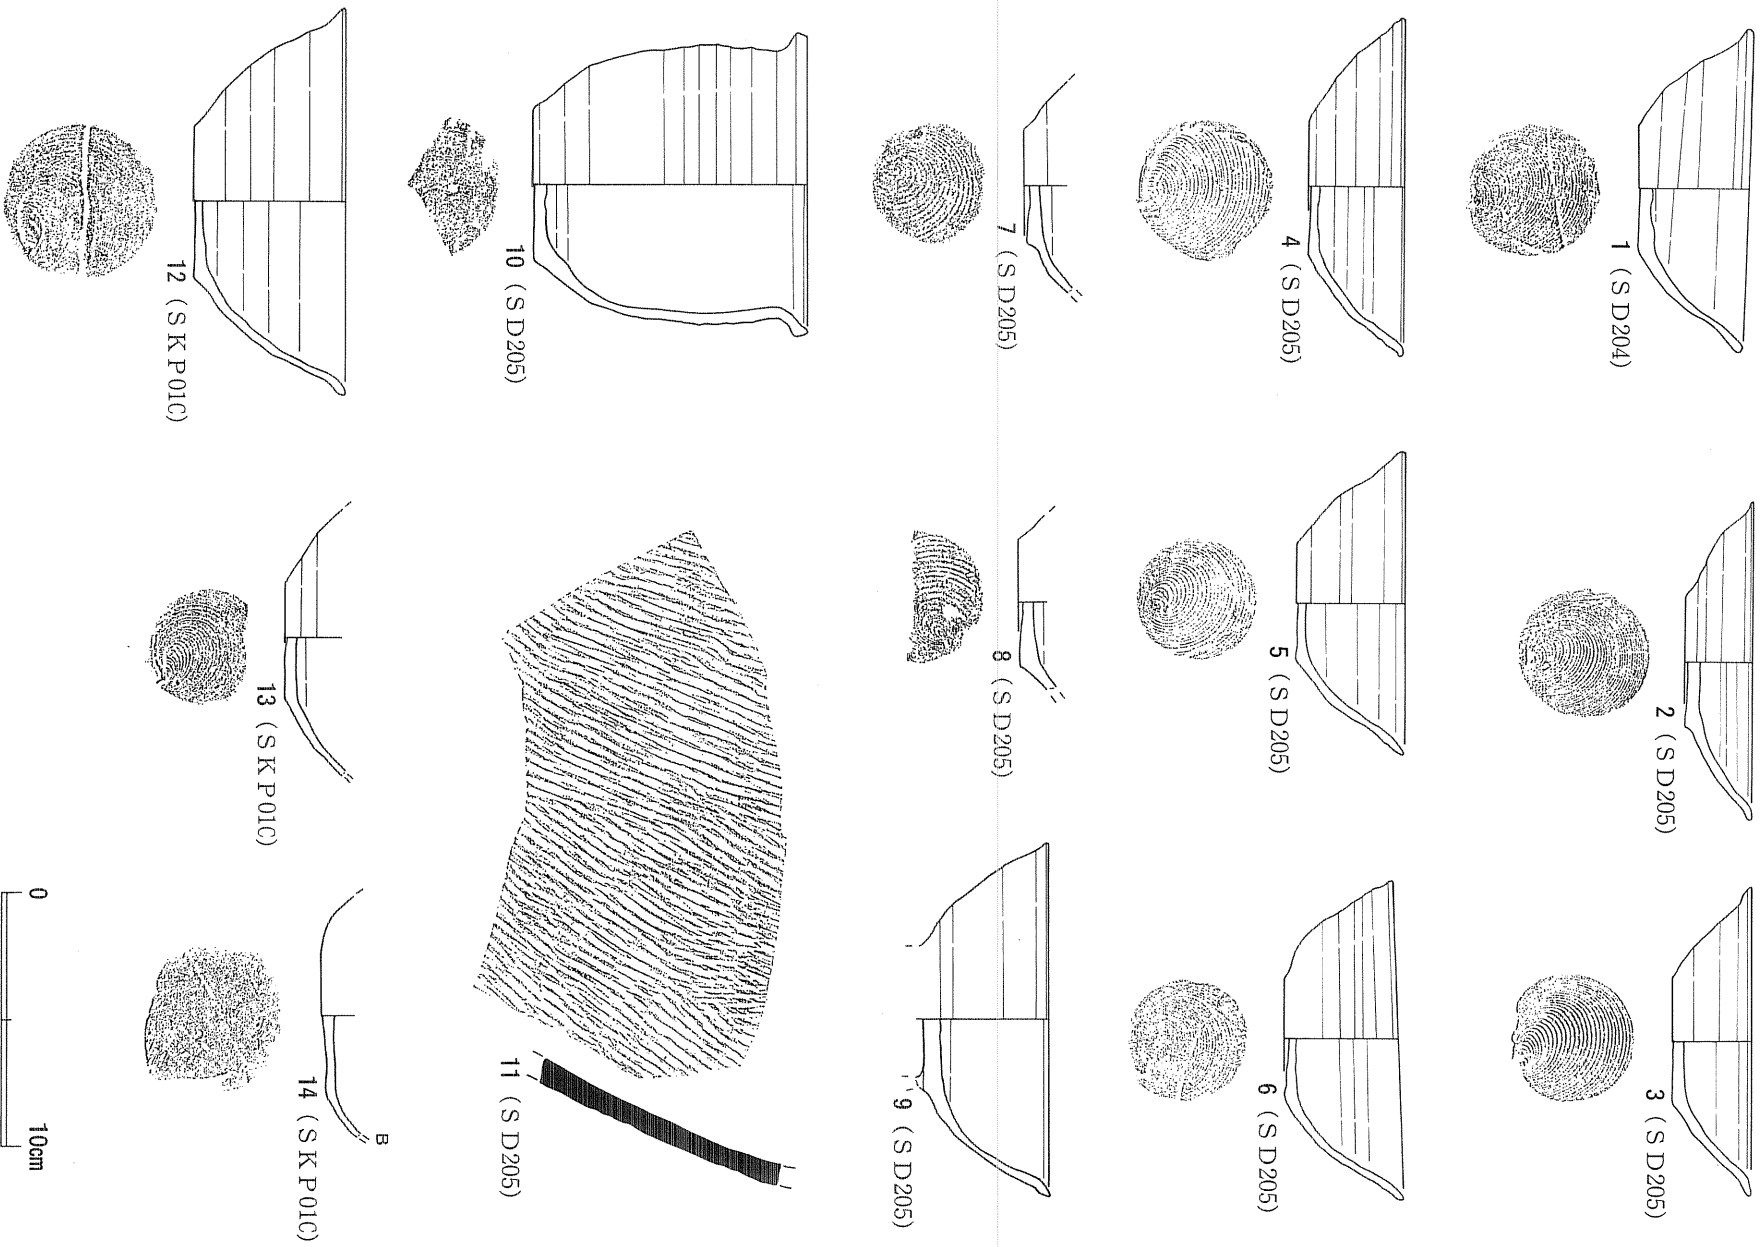 1 (SD204)
2 (SD205)
3 (SD205)
4 (SD205)
5 (SD205)
6 (SD205)
7 (SD205)
8 (SD205)
9 (SD205)
10 (SD205)
11 (SD205)
12 (SKP01C)
13 (SKP01C)
14 (SKP01C)
B
0 10cm